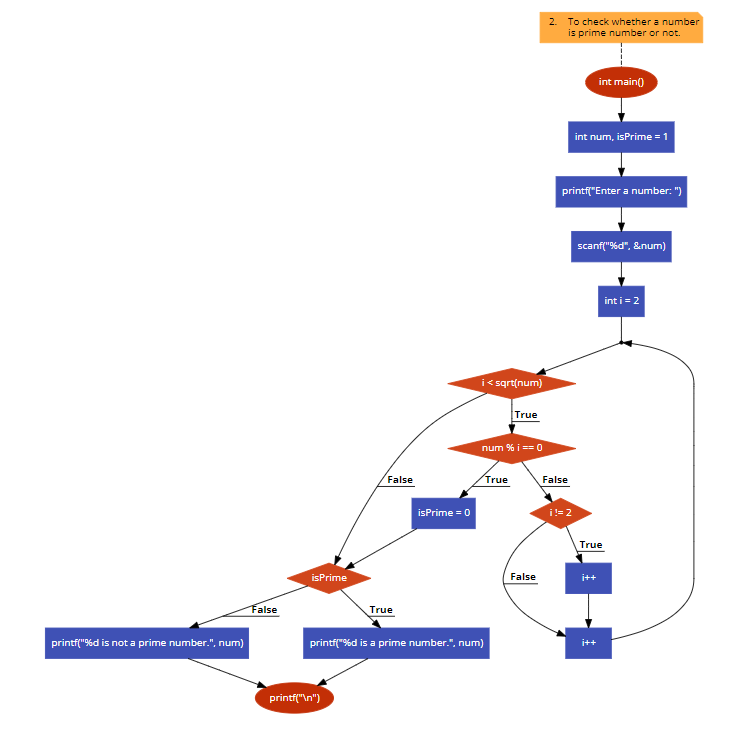 2. To check whether a number
is prime number or not.
int main()
int num, isPrime = 1
printf("Enter a number: ")
scanf("%d", &num)
int i = 2
i < sqrt(num)
True
num % i == 0
False
True
False
isPrime = 0
i != 2
True
isPrime
False
i++
False
True
printf("%d is not a prime number.", num)
printf("%d is a prime number.", num)
i++
printf("\n")